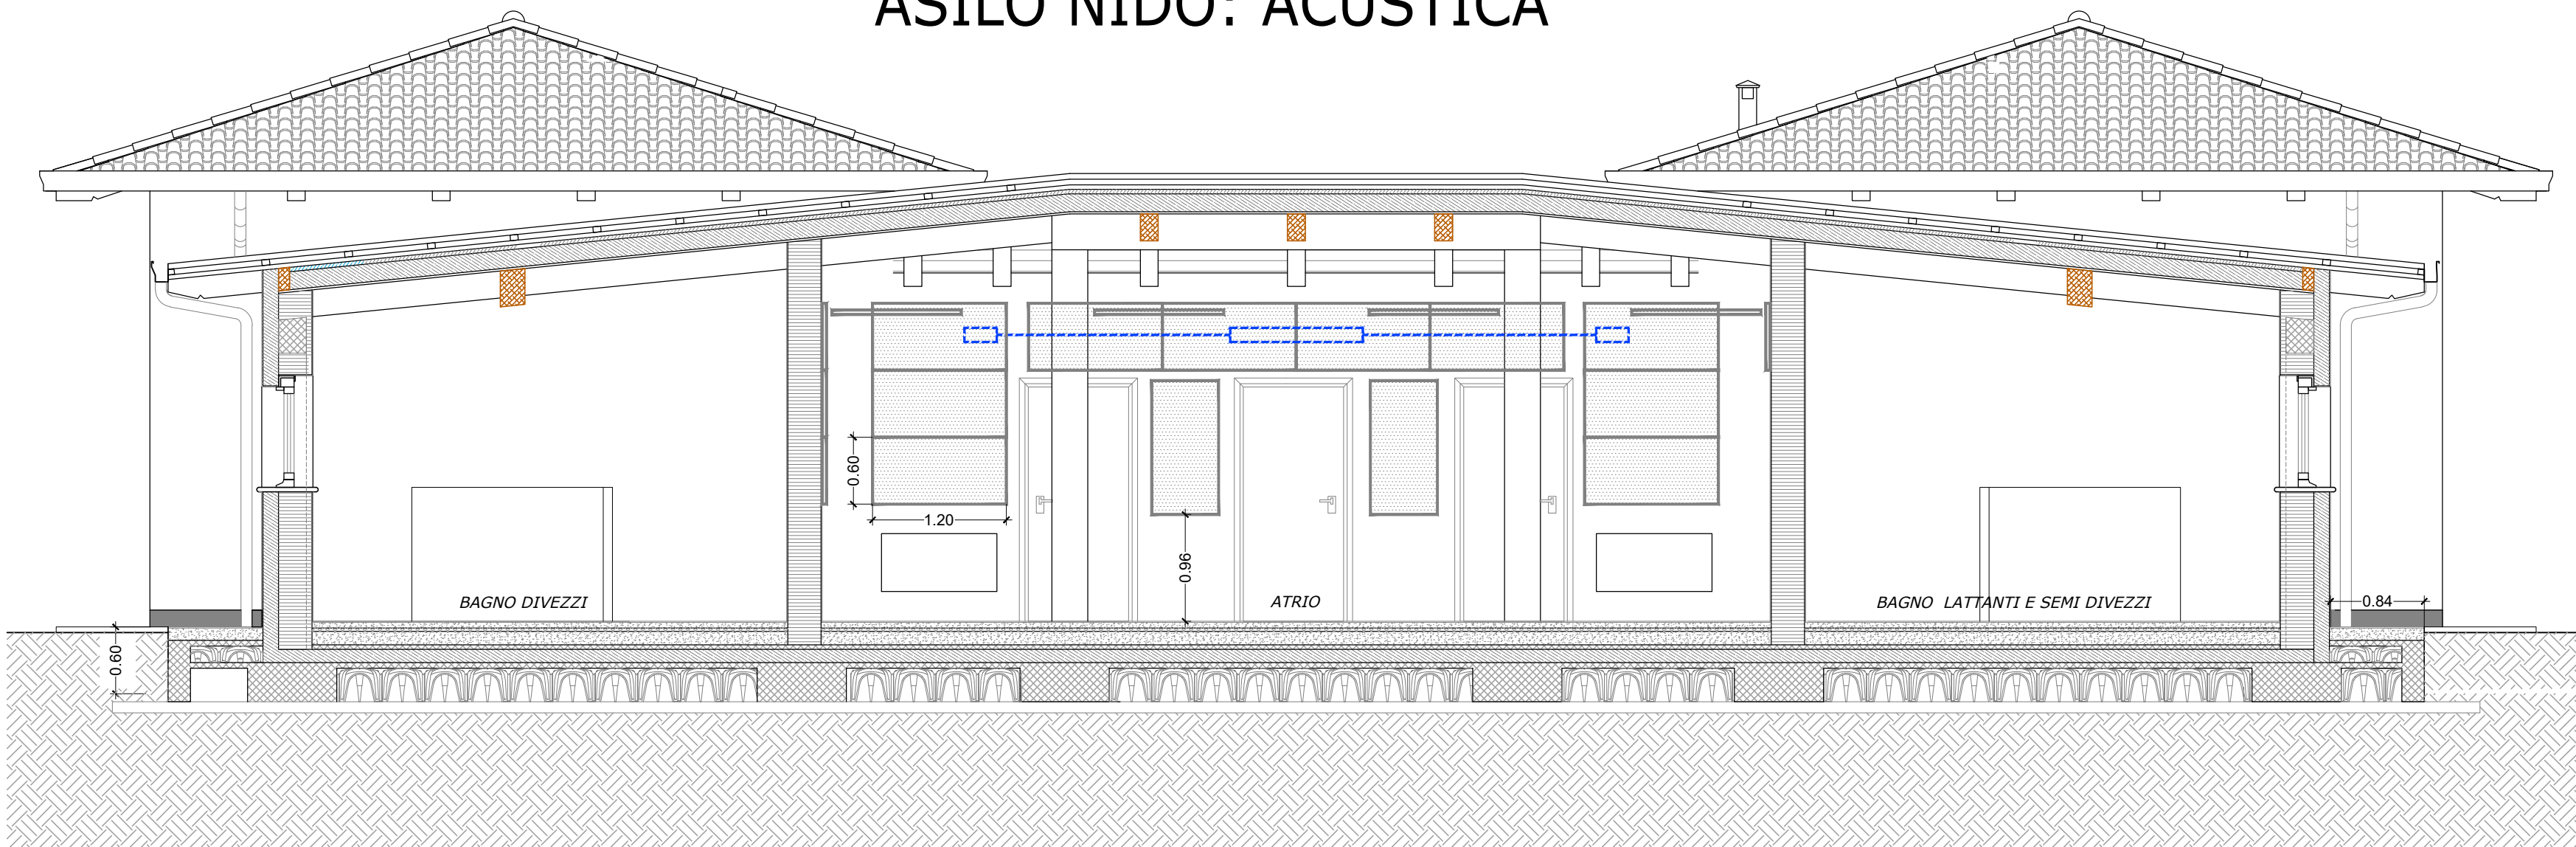 ASILO NIDO: ACUSTICA
0.60
1.20
0.96
BAGNO DIVEZZI
ATRIO
BAGNO LATTANTI E SEMI DIVEZZI
0.84
0.60